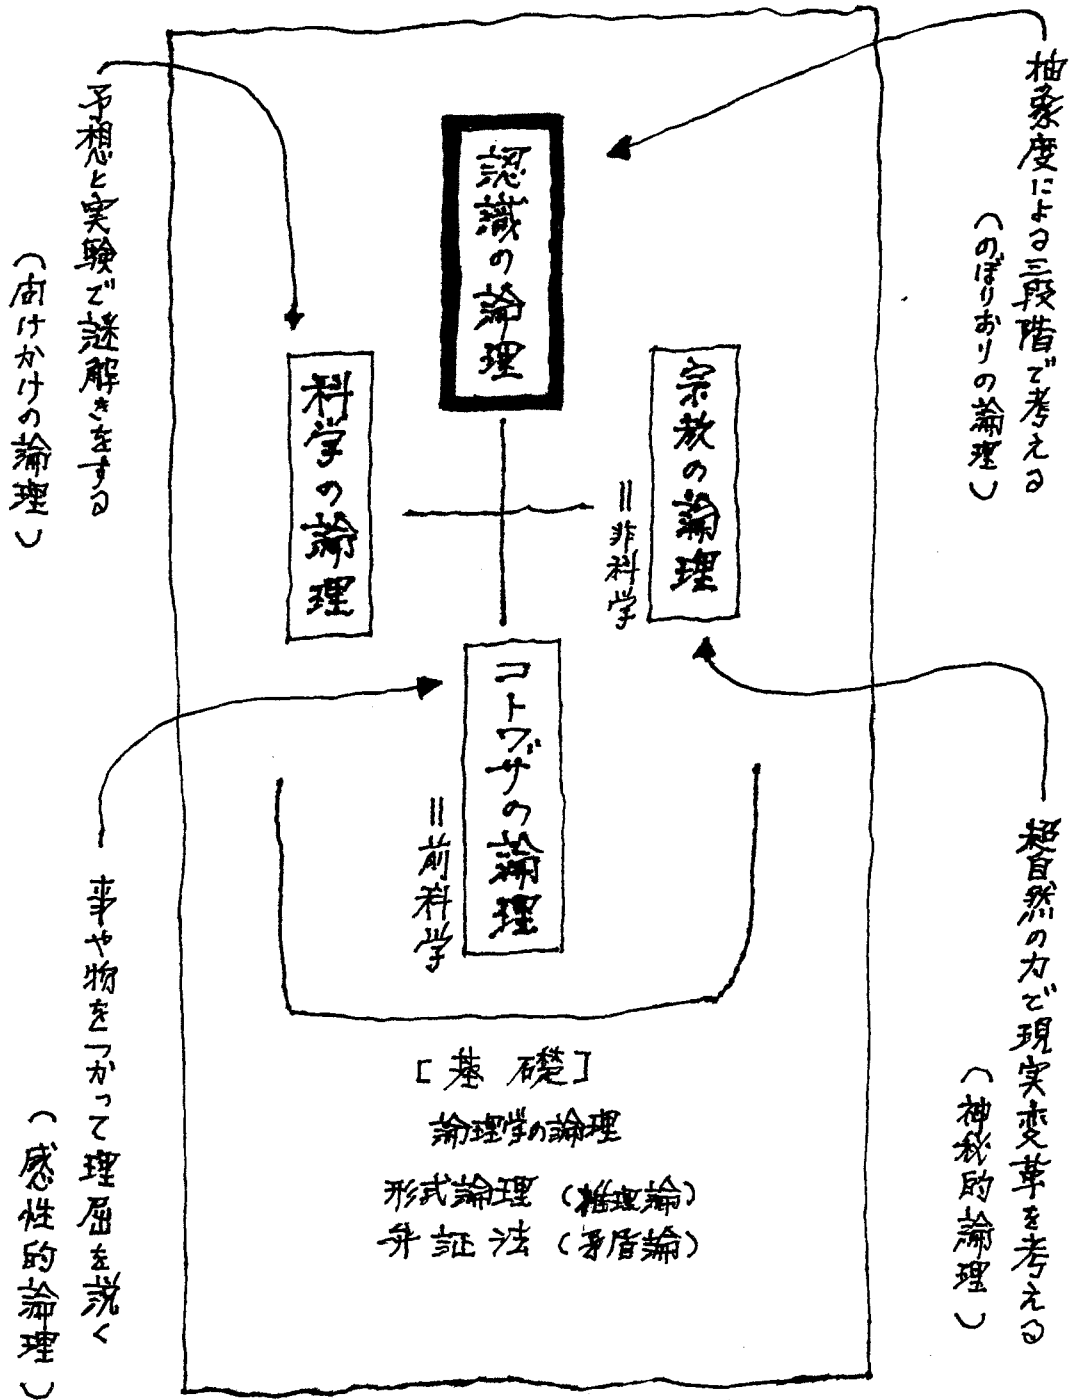 抽象度による三段階で考える
(のぼりおりの論理)
認識の論理
宗教の論理
=非科学
科学の論理
予想と実験で謎解きをする
(問いかけの論理)
コトワザの論理
=前科学
超自然の力で現実変革を考える
(神秘的論理)
事や物をつかって理屈を説く
(感性的論理)
[基礎]
論理学の論理
形式論理(推理論)
弁証法(矛盾論)